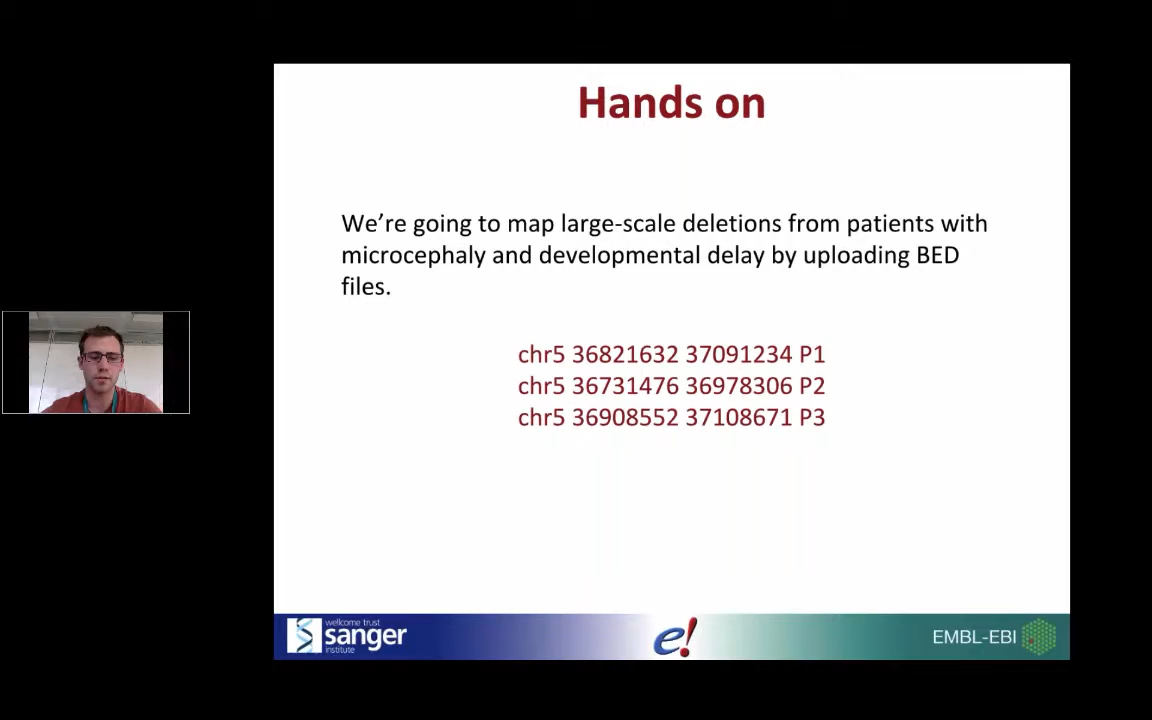 Hands on
We're going to map large-scale deletions from patients with
microcephaly and developmental delay by uploading BED
files.
chr5 36821632 37091234 P1
chr5 36731476 36978306 P2
chr5 36908552 37108671 P3
wellcome trust
sanger
institute
e!
EMBL-EBI